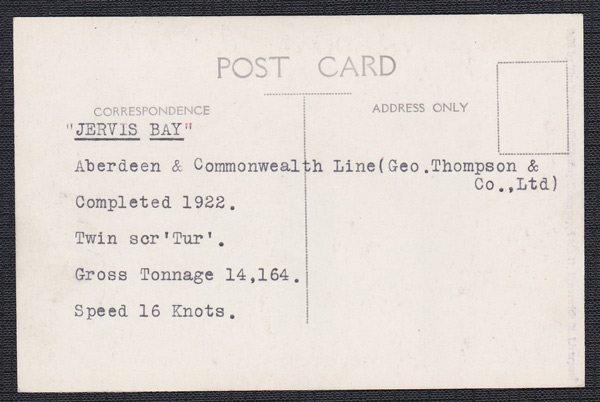 POST CARD
CORRESPONDENCE
ADDRESS ONLY
"JERVIS BAY"
Aberdeen & Commonwealth Line(Geo.Thompson &
Co.,Ltd)
Completed 1922.
Twin scr'Tur'.
Gross Tonnage 14,164.
Speed 16 Knots.